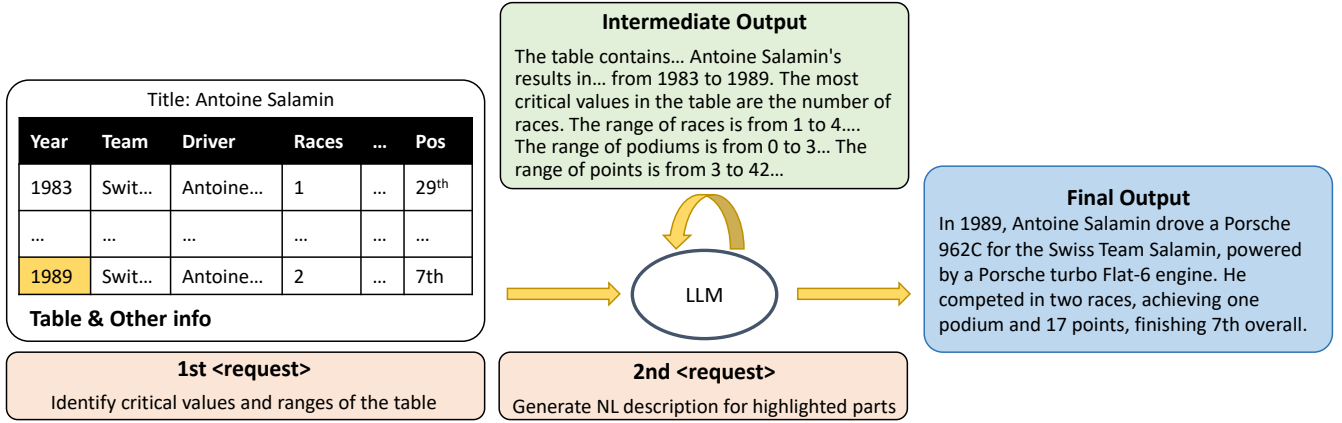 Title: Antoine Salamin
Year Team Driver Races ... Pos
1983 Swit... Antoine... 1 ... 29th
... ... ... ... ... ...
1989 Swit... Antoine... 2 ... 7th
Table & Other info
1st <request>
Identify critical values and ranges of the table
Intermediate Output
The table contains... Antoine Salamin's
results in... from 1983 to 1989. The most
critical values in the table are the number of
races. The range of races is from 1 to 4....
The range of podiums is from 0 to 3... The
range of points is from 3 to 42...
LLM
2nd <request>
Generate NL description for highlighted parts
Final Output
In 1989, Antoine Salamin drove a Porsche
962C for the Swiss Team Salamin, powered
by a Porsche turbo Flat-6 engine. He
competed in two races, achieving one
podium and 17 points, finishing 7th overall.